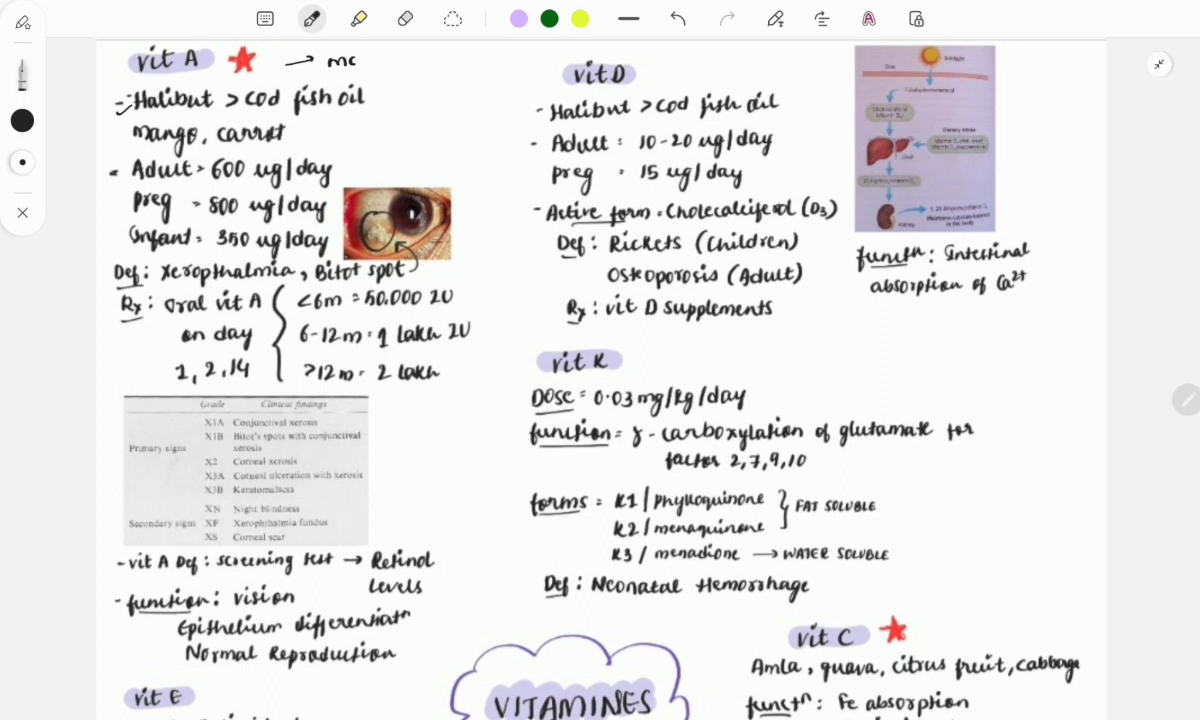 vit A → mc
- Halibut > cod fish oil
mango, carrot
- Adult > 600 ug/day
preg = 800 ug/day
Infant = 350 ug/day
Def : Xeropthalmia, Bitot spot
Rx : Oral vit A on day 1, 2, 14
<6m = 50,000 IU
6-12m = 1 lakh IU
>12m = 2 lakh
Grade Clinical findings
Primary signs
X1A Conjunctival xerosis
X1B Bitot's spots with conjunctival xerosis
X2 Corneal xerosis
X3A Corneal ulceration with xerosis
X3B Keratomalacia
Secondary signs
XN Night blindness
XF Xerophthalmia fundus
XS Corneal scar
- vit A Def : screening test → Retinol
levels
- function : vision
Epithelium differentiatn
Normal Reproduction
vit E
vit D
- Halibut > cod fish oil
- Adult : 10-20 ug/day
preg : 15 ug/day
- Active form = Cholecalciferol (D3)
Def : Rickets (Children)
Osteoporosis (Adult)
Rx : vit D supplements
Sunlight
Skin
Liver
Dietary intake
Kidney
functn : Intestinal
absorption of Ca2+
vit K
Dose = 0.03 mg/kg/day
function = γ - carboxylation of glutamate for
factor 2,7,9,10
forms = K1 / Phylloquinone
K2 / menaquinone
FAT SOLUBLE
K3 / menadione → WATER SOLUBLE
Def : Neonatal Hemorrhage
VITAMINES
vit C
Amla, guava, citrus fruit, cabbage
functn : Fe absorption